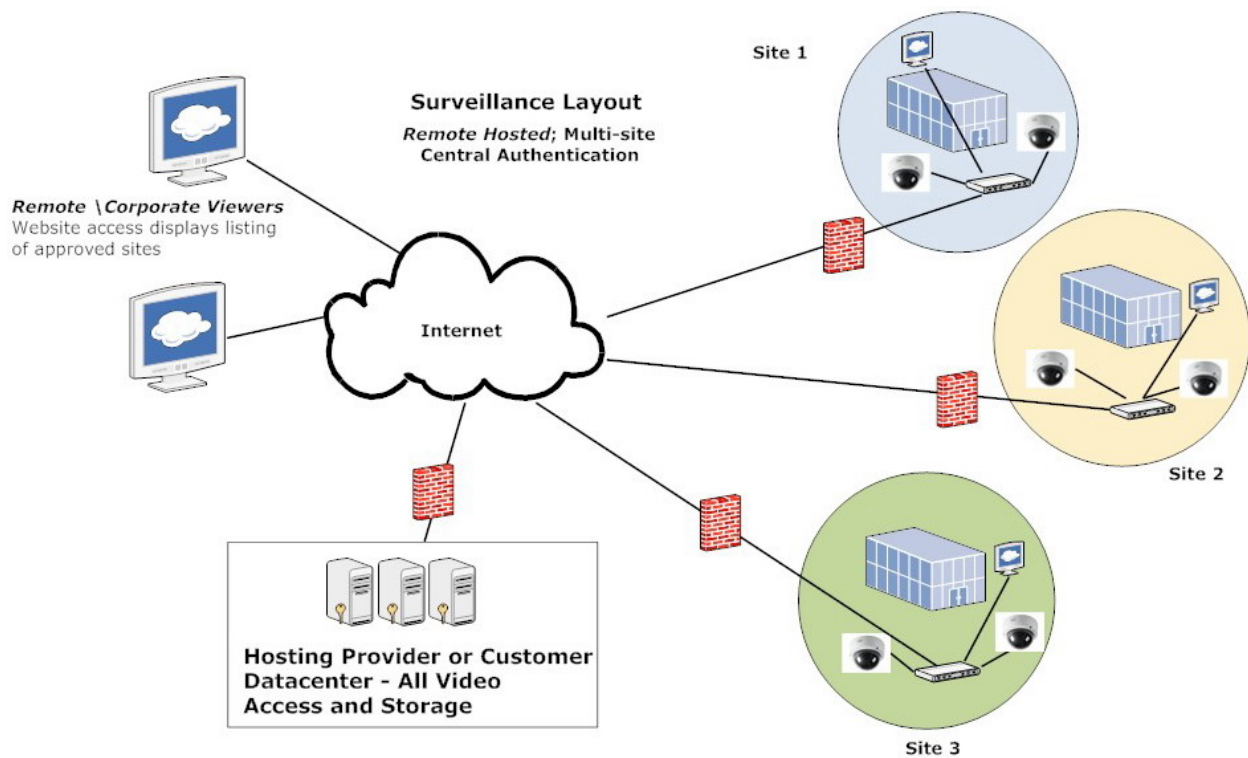 Site 1
Surveillance Layout
Remote Hosted; Multi-site
Central Authentication
Remote \Corporate Viewers
Website access displays listing
of approved sites
Internet
Site 2
Hosting Provider or Customer
Datacenter - All Video
Access and Storage
Site 3